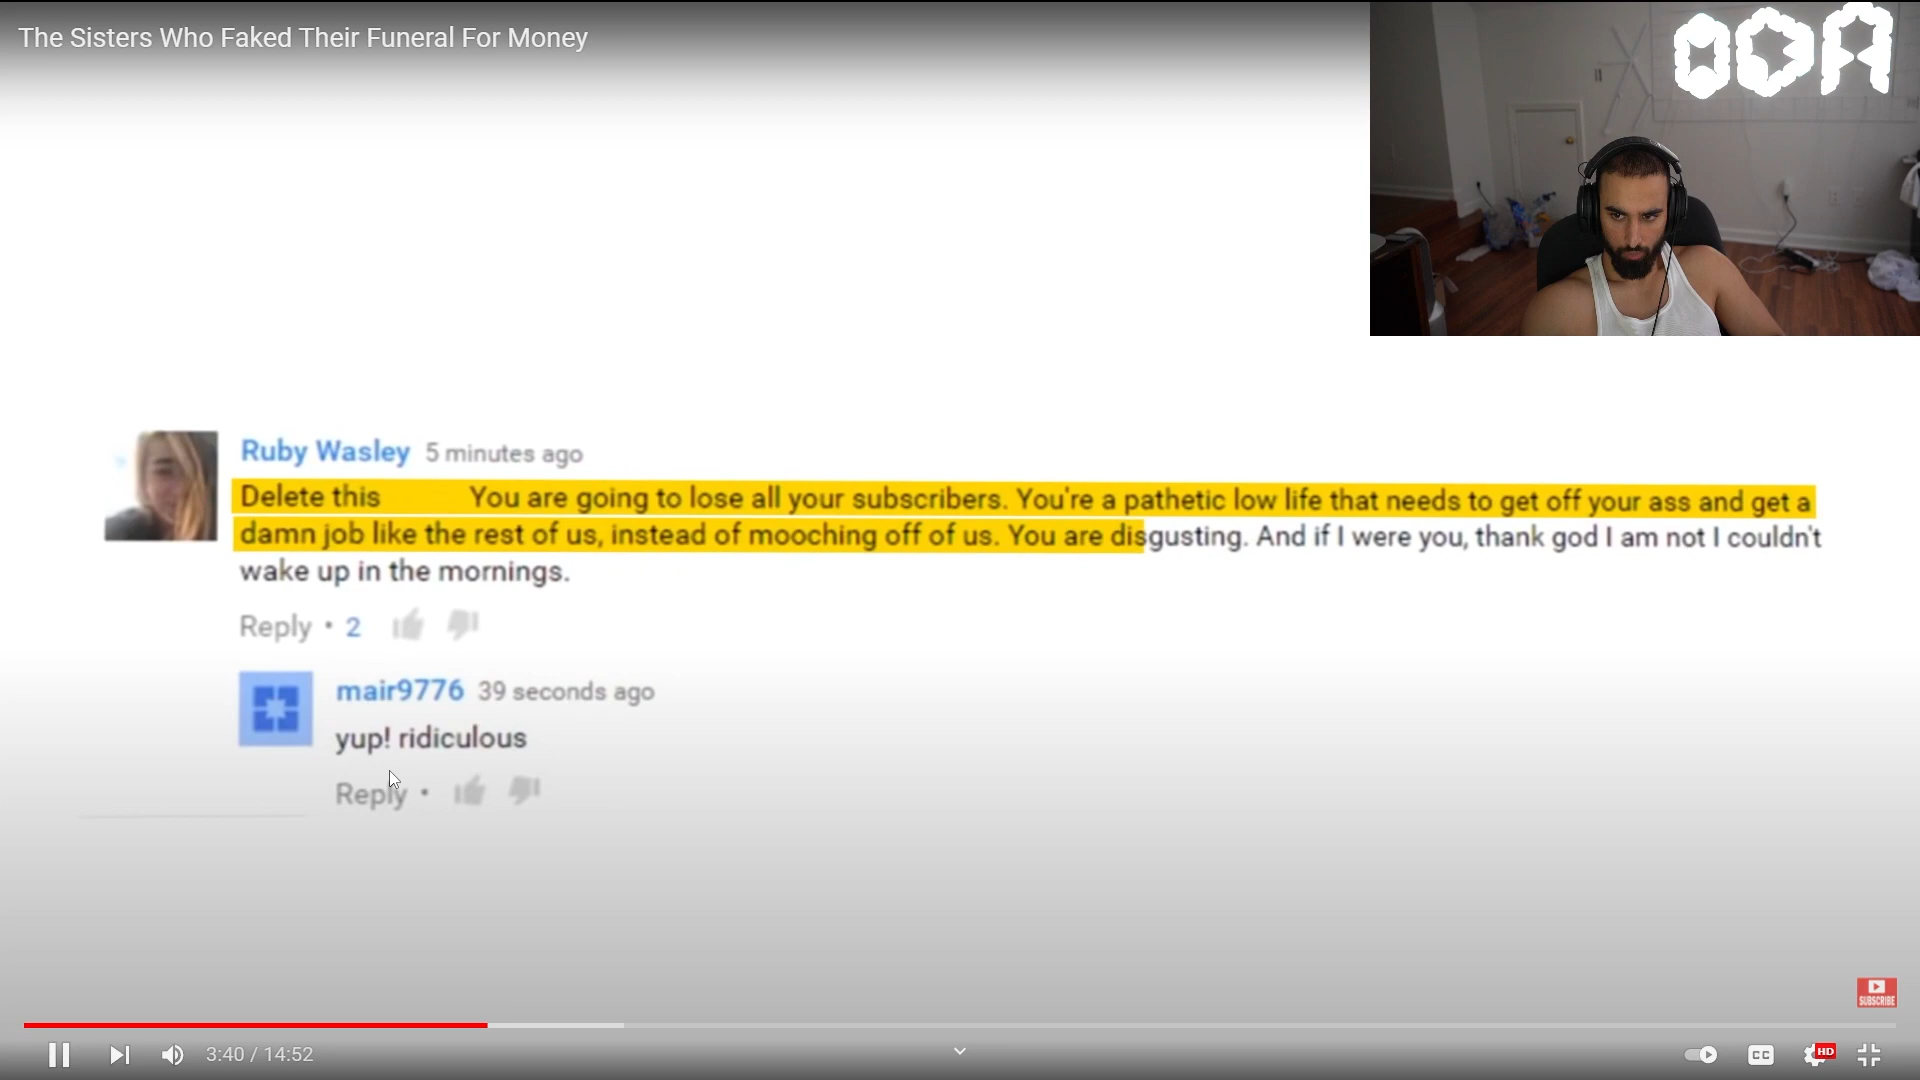 The Sisters Who Faked Their Funeral For Money
Ruby Wasley 5 minutes ago
Delete this You are going to lose all your subscribers. You're a pathetic low life that needs to get off your ass and get a
damn job like the rest of us, instead of mooching off of us. You are disgusting. And if I were you, thank god I am not I couldn't
wake up in the mornings.
Reply • 2
mair9776 39 seconds ago
yup! ridiculous
Reply •
SUBSCRIBE
3:40 / 14:52
CC
HD